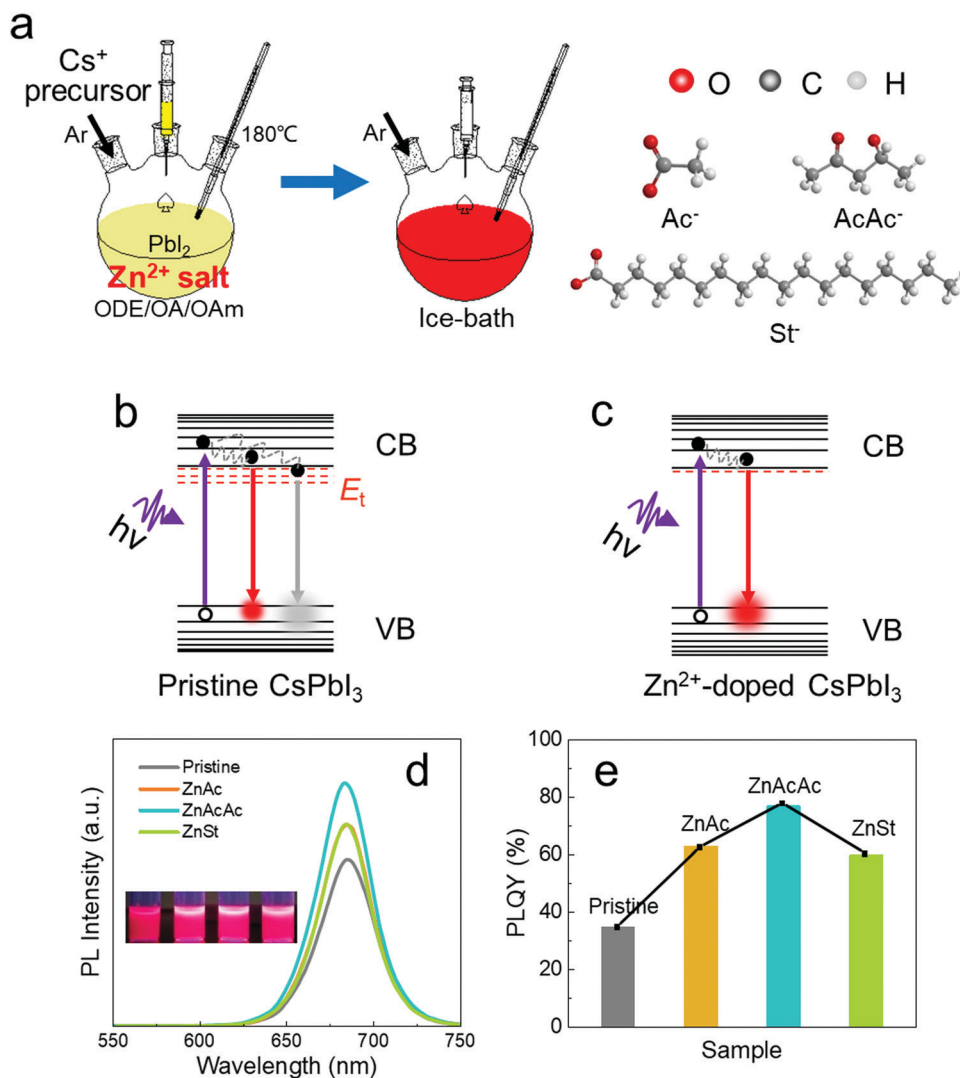 a
Cs⁺
precursor
Ar
180℃
PbI₂
Zn²⁺ salt
ODE/OA/OAm
Ar
Ice-bath
O
C
H
Ac⁻
AcAc⁻
St⁻
b
CB
Eₜ
hv
VB
Pristine CsPbI₃
c
CB
hv
VB
Zn²⁺-doped CsPbI₃
d
Pristine
ZnAc
ZnAcAc
ZnSt
PL Intensity (a.u.)
550
600
650
700
750
Wavelength (nm)
e
100
80
60
40
20
0
PLQY (%)
Pristine
ZnAc
ZnAcAc
ZnSt
Sample